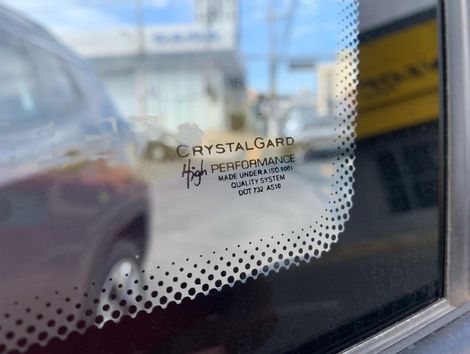 CRYSTALGARD
High PERFORMANCE
MADE UNDER A ISO 9001
QUALITY SYSTEM
DOT 732 AS10